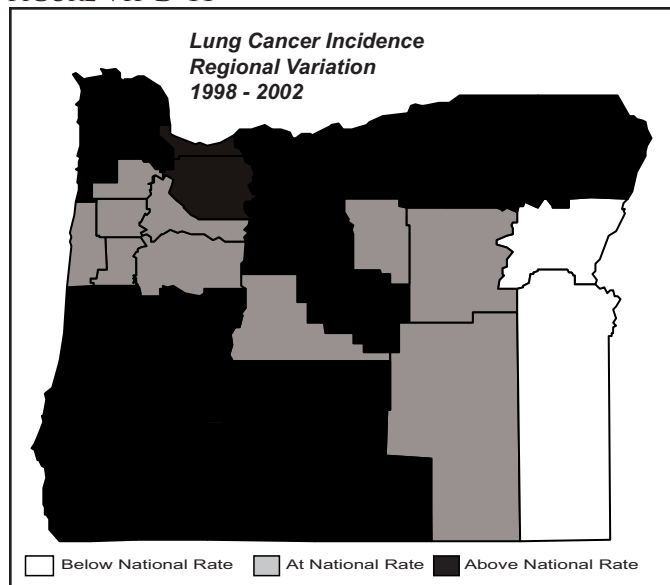 Lung Cancer Incidence
Regional Variation
1998 - 2002
Below National Rate At National Rate Above National Rate